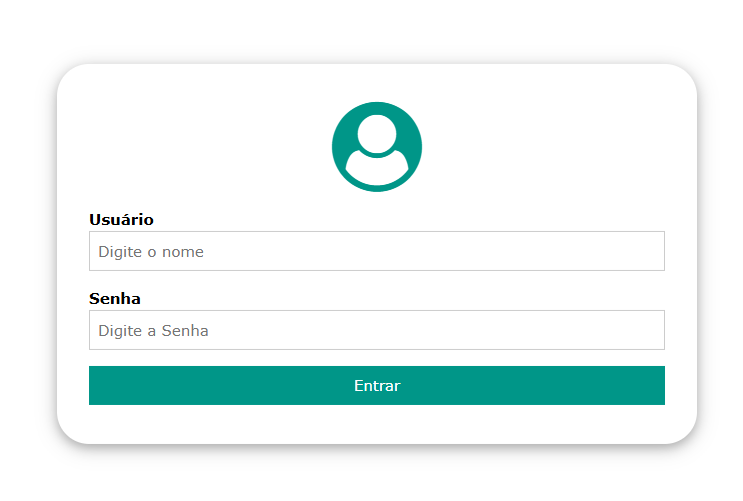 Usuário
Digite o nome
Senha
Digite a Senha
Entrar